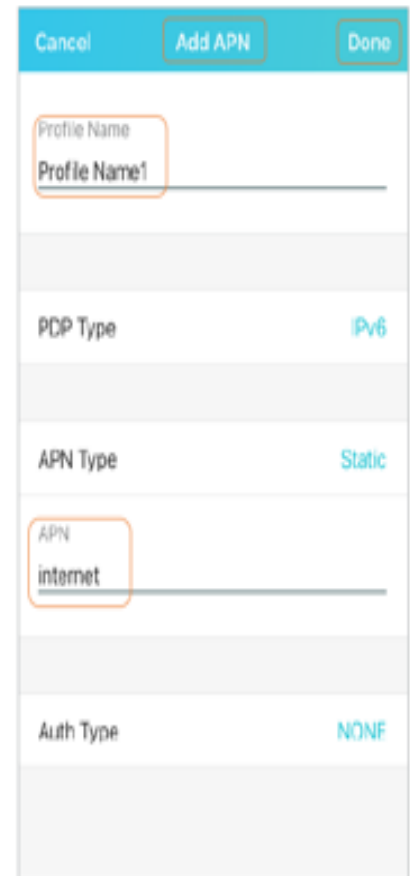 Cancel Add APN Done
Profile Name
Profile Name1
PDP Type IPv6
APN Type Static
APN
internet
Auth Type NONE